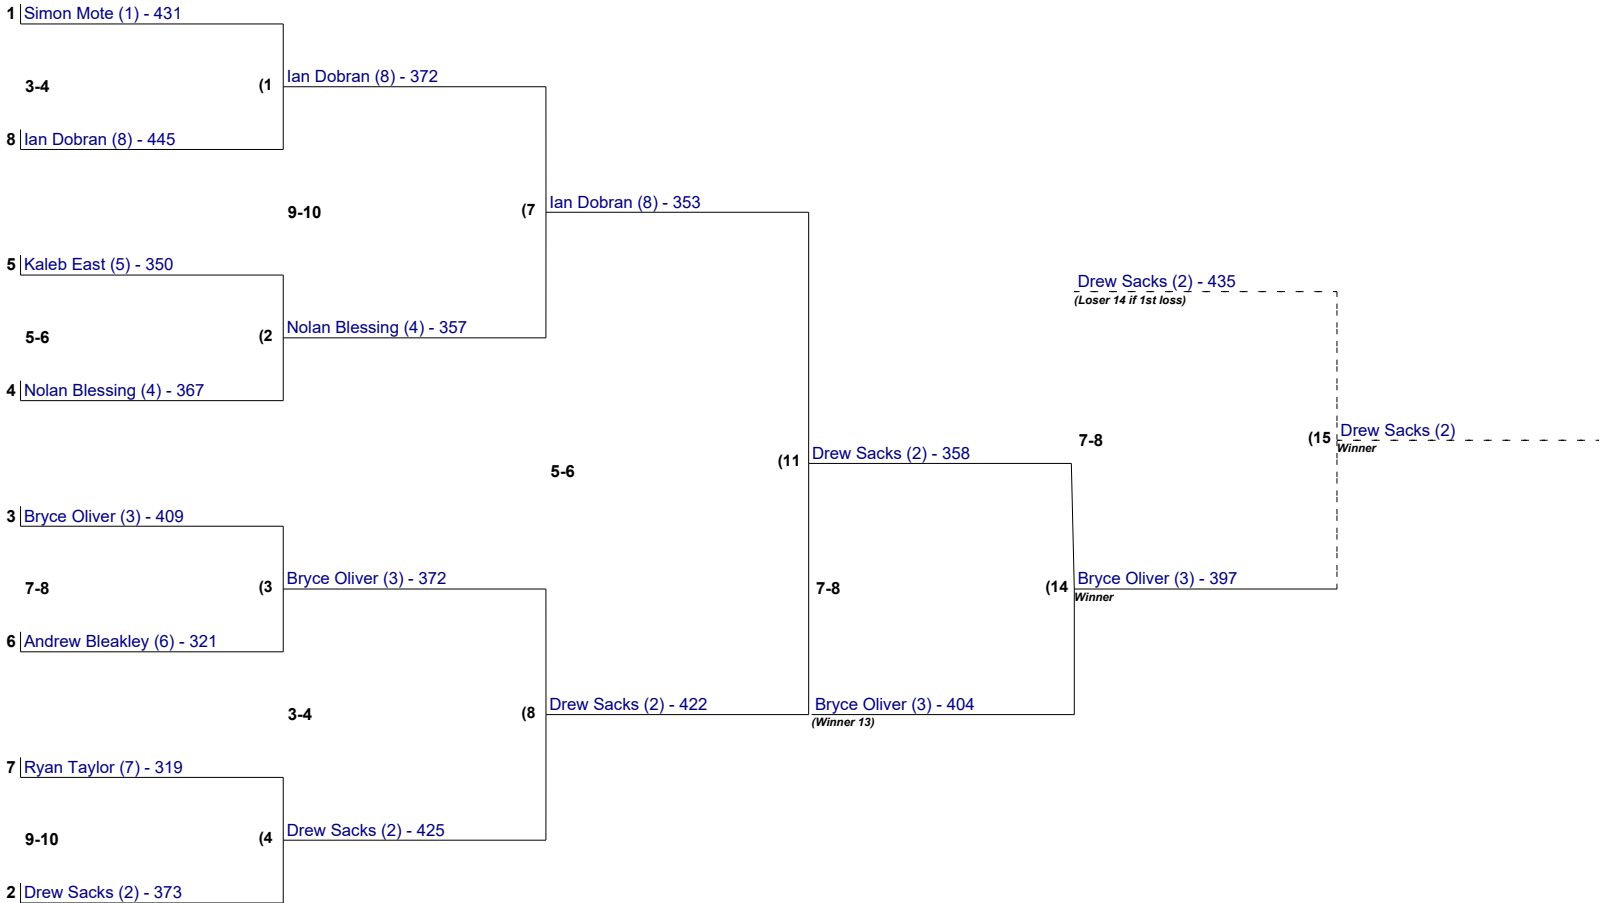 1 Simon Mote (1) - 431
3-4 (1 Ian Dobran (8) - 372
8 Ian Dobran (8) - 445
9-10 (7 Ian Dobran (8) - 353
5 Kaleb East (5) - 350
Drew Sacks (2) - 435
(Loser 14 if 1st loss)
5-6 (2 Nolan Blessing (4) - 357
4 Nolan Blessing (4) - 367
7-8 (15 Drew Sacks (2)
Winner
5-6 (11 Drew Sacks (2) - 358
3 Bryce Oliver (3) - 409
7-8 (3 Bryce Oliver (3) - 372
7-8 (14 Bryce Oliver (3) - 397
Winner
6 Andrew Bleakley (6) - 321
3-4 (8 Drew Sacks (2) - 422
Bryce Oliver (3) - 404
(Winner 13)
7 Ryan Taylor (7) - 319
9-10 (4 Drew Sacks (2) - 425
2 Drew Sacks (2) - 373